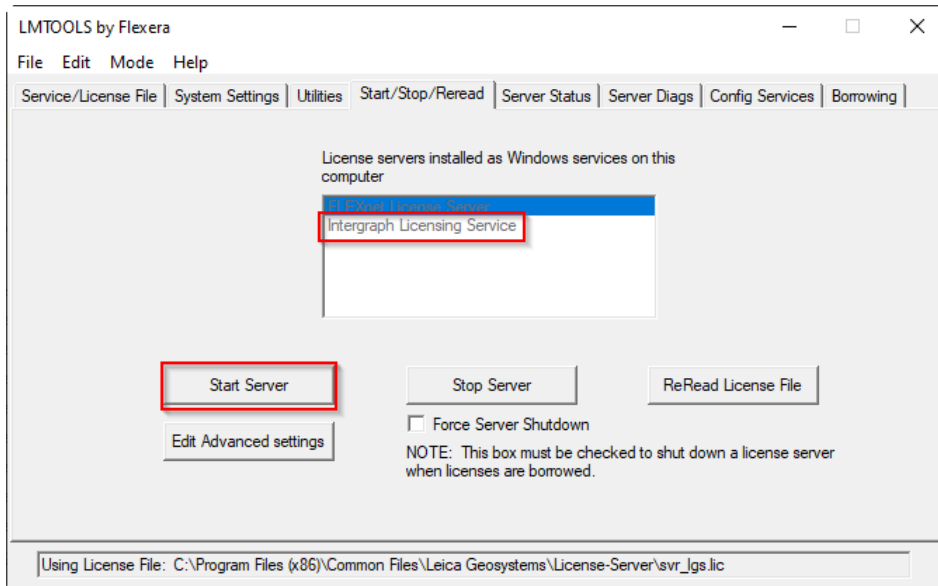 LMTOOLS by Flexera
File Edit Mode Help
Service/License File System Settings Utilities Start/Stop/Reread Server Status Server Diags Config Services Borrowing
License servers installed as Windows services on this
computer
FLEXnet License Server
Intergraph Licensing Service
Start Server Stop Server ReRead License File
Force Server Shutdown
Edit Advanced settings
NOTE: This box must be checked to shut down a license server
when licenses are borrowed.
Using License File: C:\Program Files (x86)\Common Files\Leica Geosystems\License-Server\svr_lgs.lic